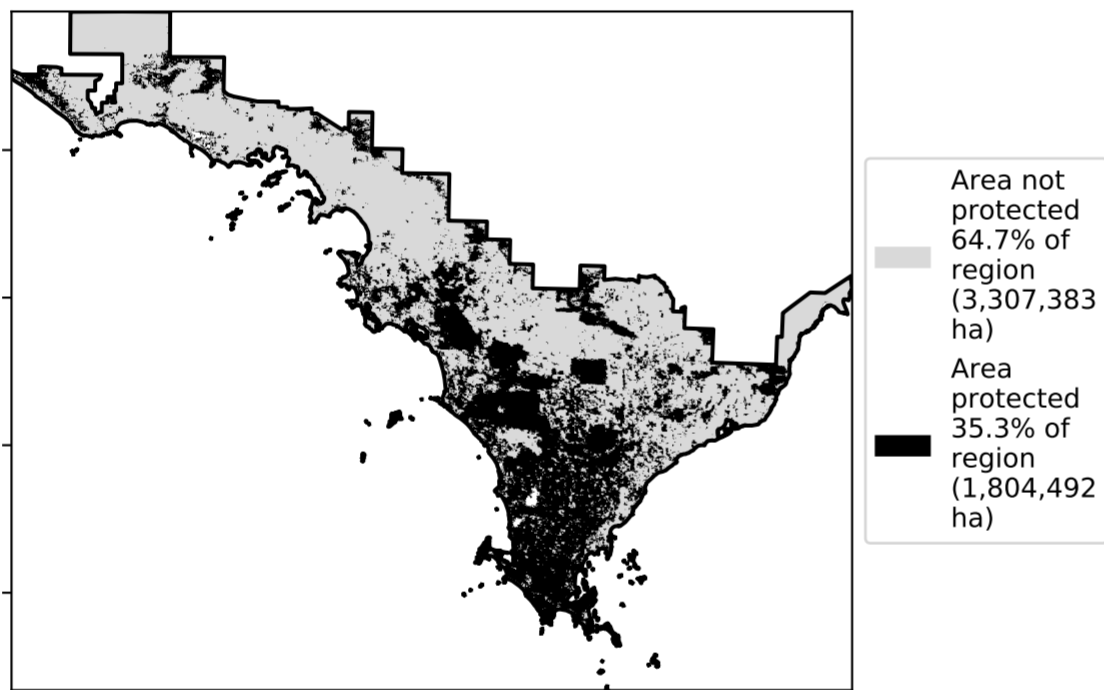 Area not
protected
64.7% of
region
(3,307,383
ha)
Area
protected
35.3% of
region
(1,804,492
ha)